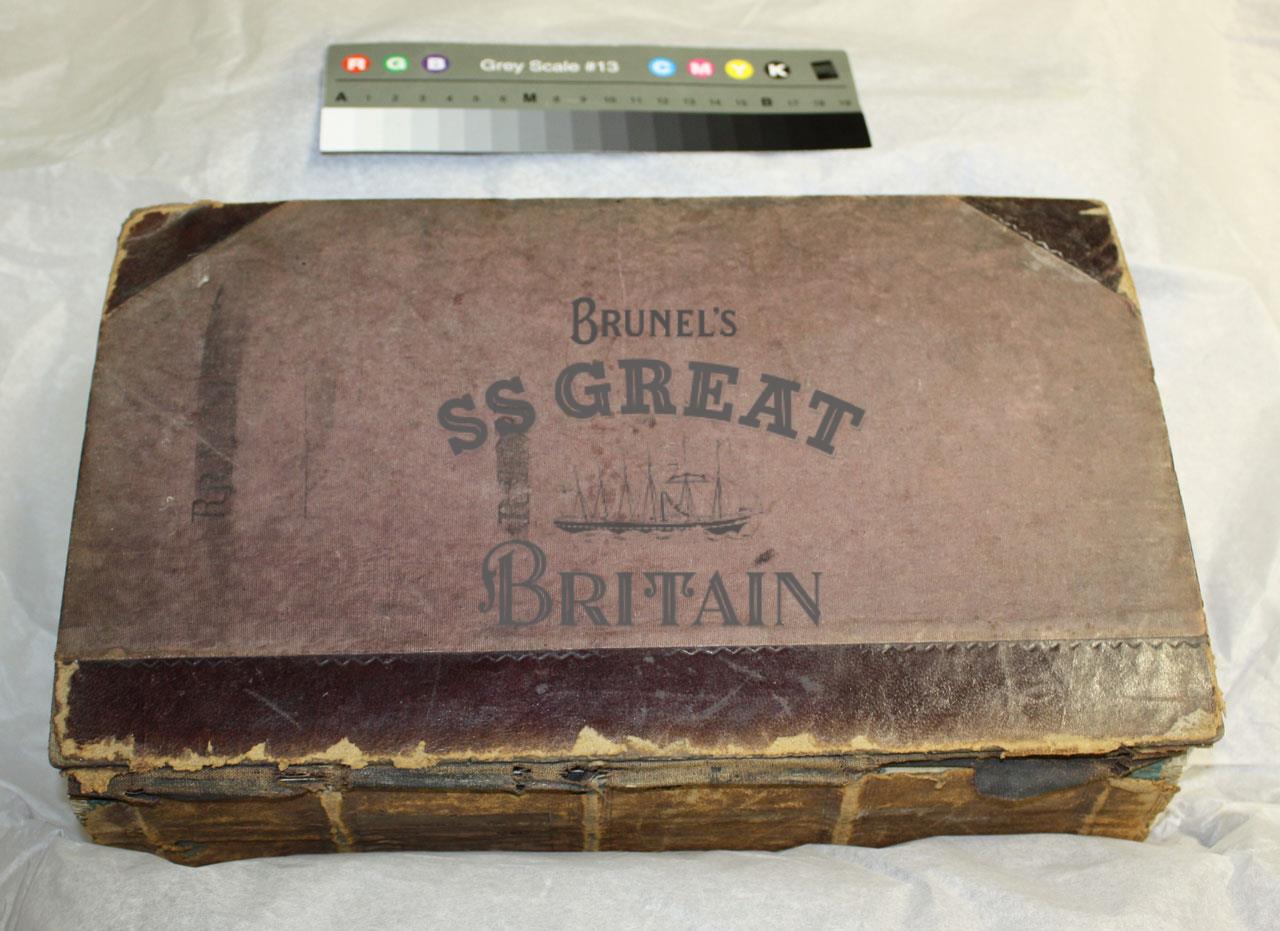 R G B Grey Scale #13 C M Y K
A 1 2 3 4 5 6 M 8 9 10 11 12 13 14 15 B 17 18 19
BRUNEL'S
SS GREAT
BRITAIN